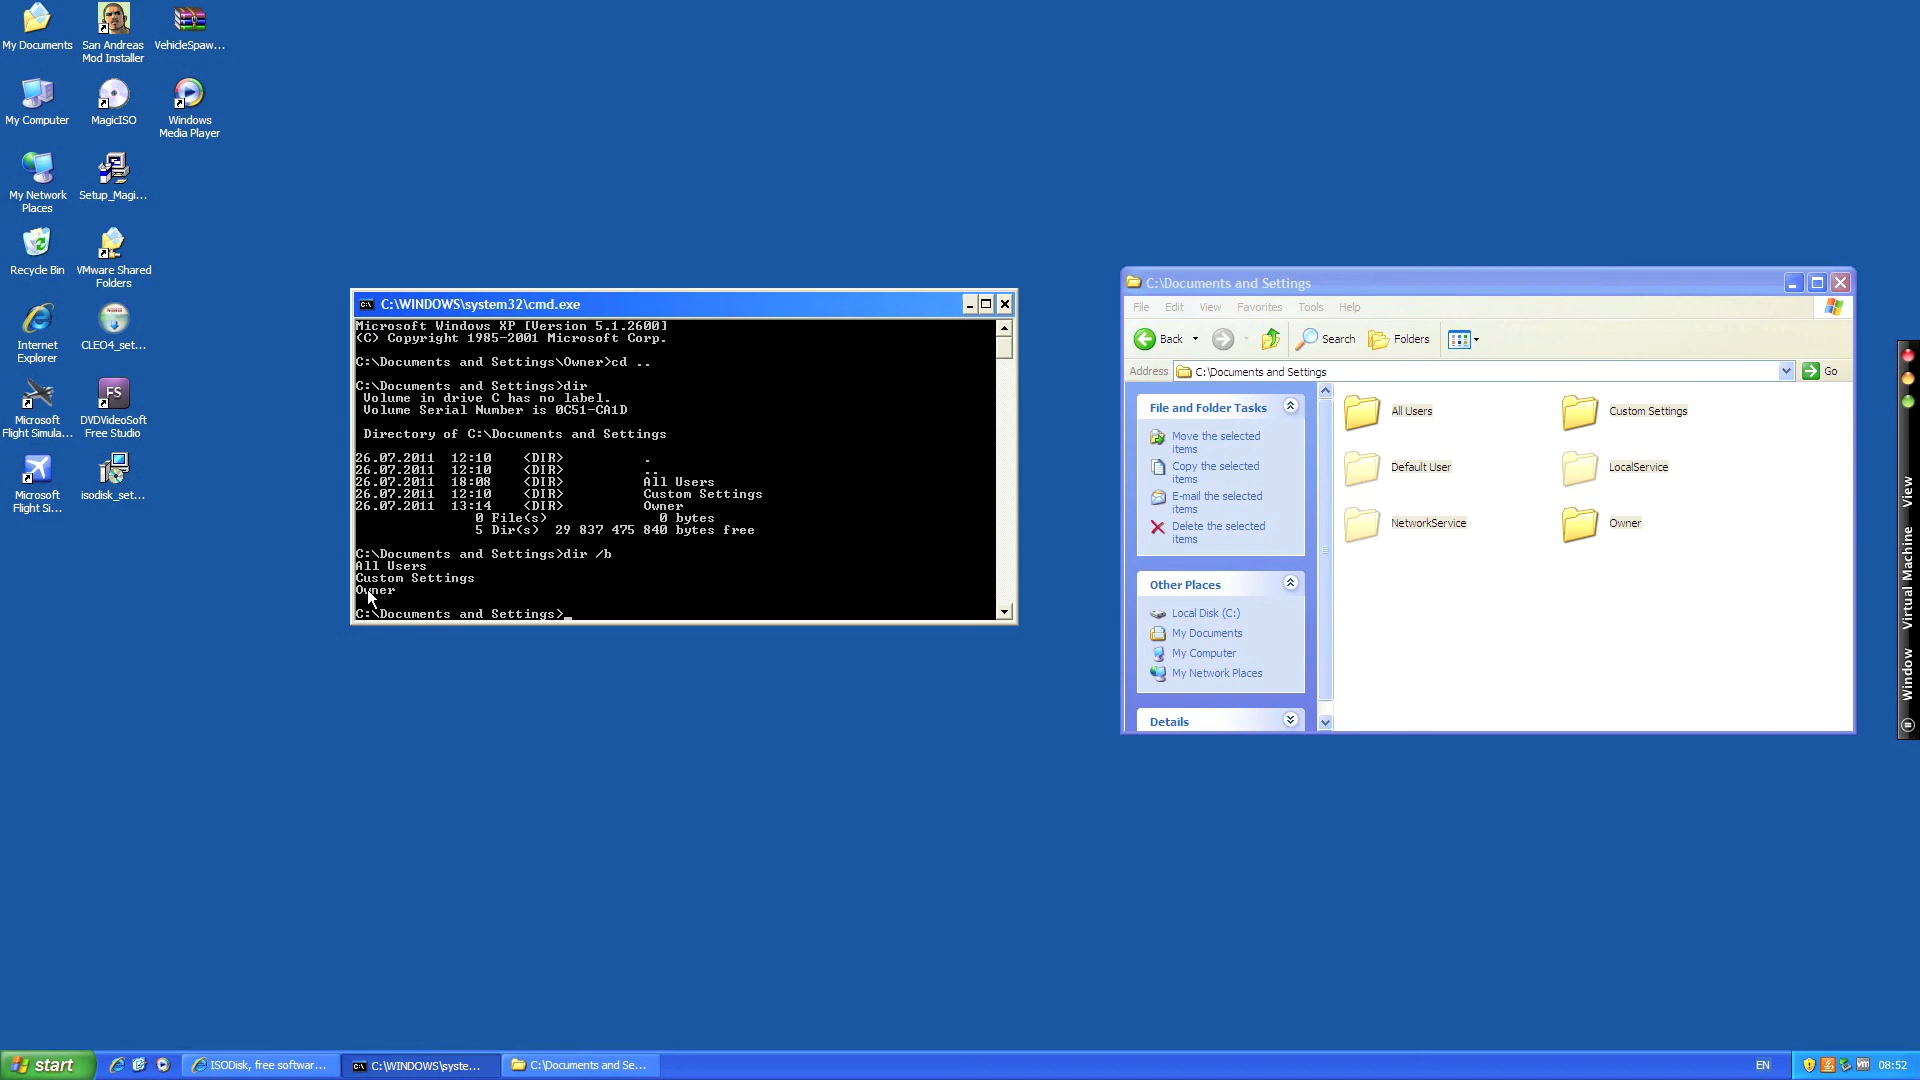 My Documents
San Andreas
Mod Installer
VehicleSpaw...
My Computer
MagicISO
Windows
Media Player
My Network
Places
Setup_Magi...
Recycle Bin
VMware Shared
Folders
Internet
Explorer
CLEO4_set...
Microsoft
Flight Simula...
FS
DVDVideoSoft
Free Studio
Microsoft
Flight Si...
isodisk_set...
C:\WINDOWS\system32\cmd.exe
Microsoft Windows XP [Version 5.1.2600]
(C) Copyright 1985-2001 Microsoft Corp.
C:\Documents and Settings\Owner>cd ..
C:\Documents and Settings>dir
Volume in drive C has no label.
Volume Serial Number is 0C51-CA1D
Directory of C:\Documents and Settings
26.07.2011 12:10 <DIR> .
26.07.2011 12:10 <DIR> ..
26.07.2011 18:08 <DIR> All Users
26.07.2011 12:10 <DIR> Custom Settings
26.07.2011 13:14 <DIR> Owner
0 File(s) 0 bytes
5 Dir(s) 29 837 475 840 bytes free
C:\Documents and Settings>dir /b
All Users
Custom Settings
Owner
C:\Documents and Settings>_
C:\Documents and Settings
File Edit View Favorites Tools Help
Back Search Folders
Address C:\Documents and Settings Go
File and Folder Tasks
Move the selected
items
Copy the selected
items
E-mail the selected
items
Delete the selected
items
Other Places
Local Disk (C:)
My Documents
My Computer
My Network Places
Details
All Users
Custom Settings
Default User
LocalService
NetworkService
Owner
Window Virtual Machine View
start
ISODisk, free softwar...
C:\WINDOWS\syste...
C:\Documents and Se...
EN
08:52